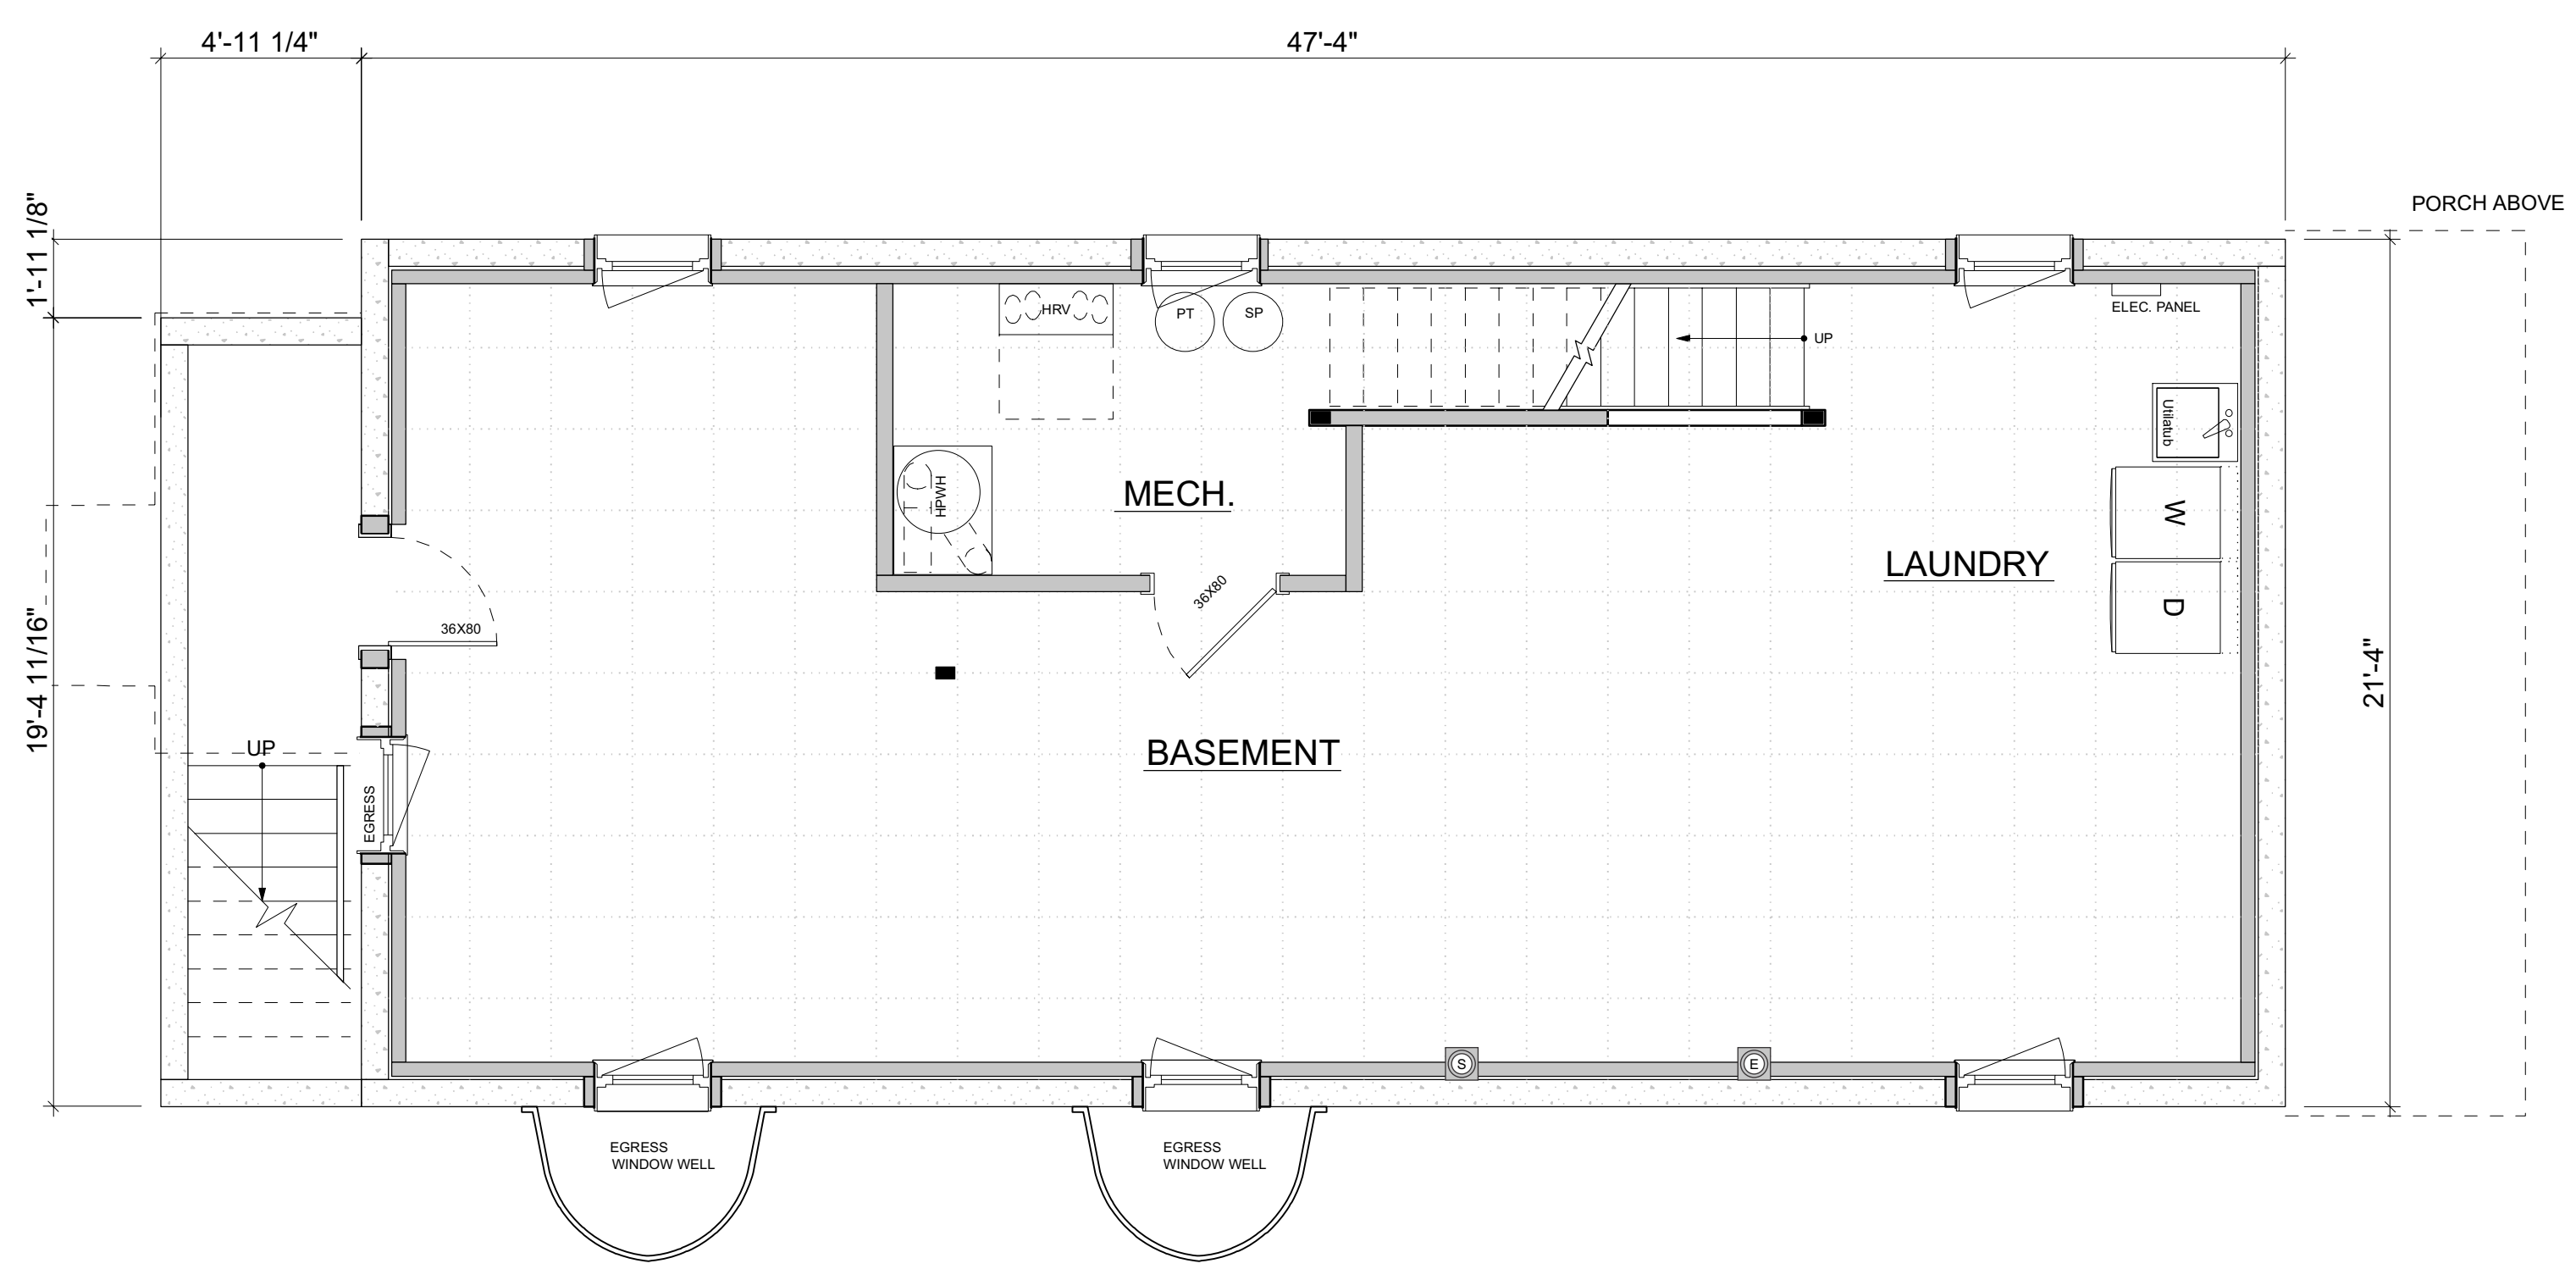 4'-11 1/4"
47'-4"
1'-11 1/8"
PORCH ABOVE
HRV
PT
SP
ELEC. PANEL
UP
Utilatub
HPWH
MECH.
W
LAUNDRY
36X80
D
36X80
19'-4 11/16"
21'-4"
UP
BASEMENT
EGRESS
S
E
EGRESS
WINDOW WELL
EGRESS
WINDOW WELL